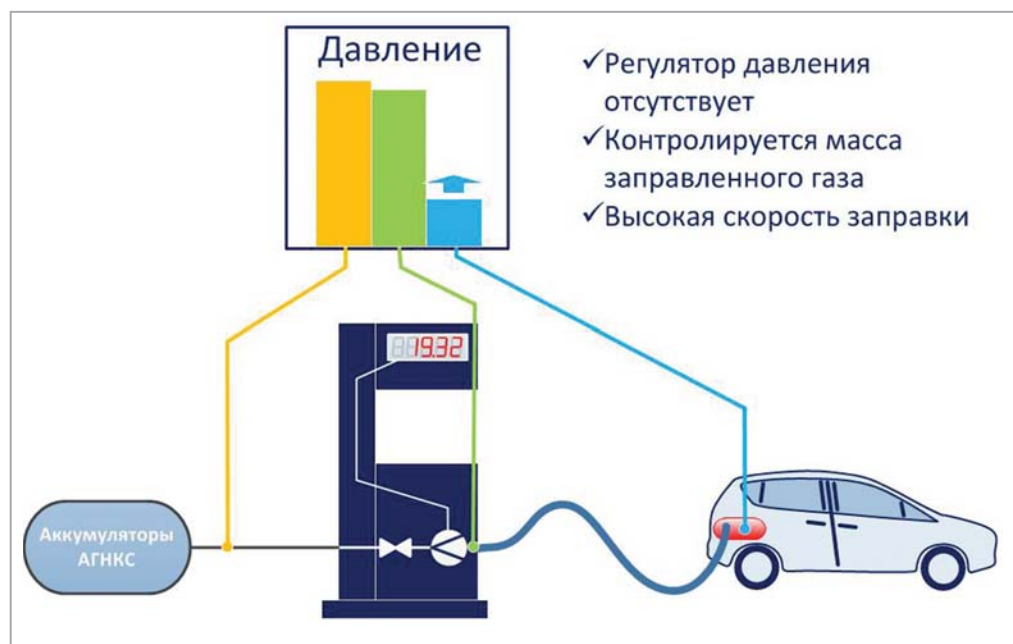 Давление
✓Регулятор давления
отсутствует
✓Контролируется масса
заправленного газа
✓Высокая скорость заправки
19.32
Аккумуляторы
АГНКС